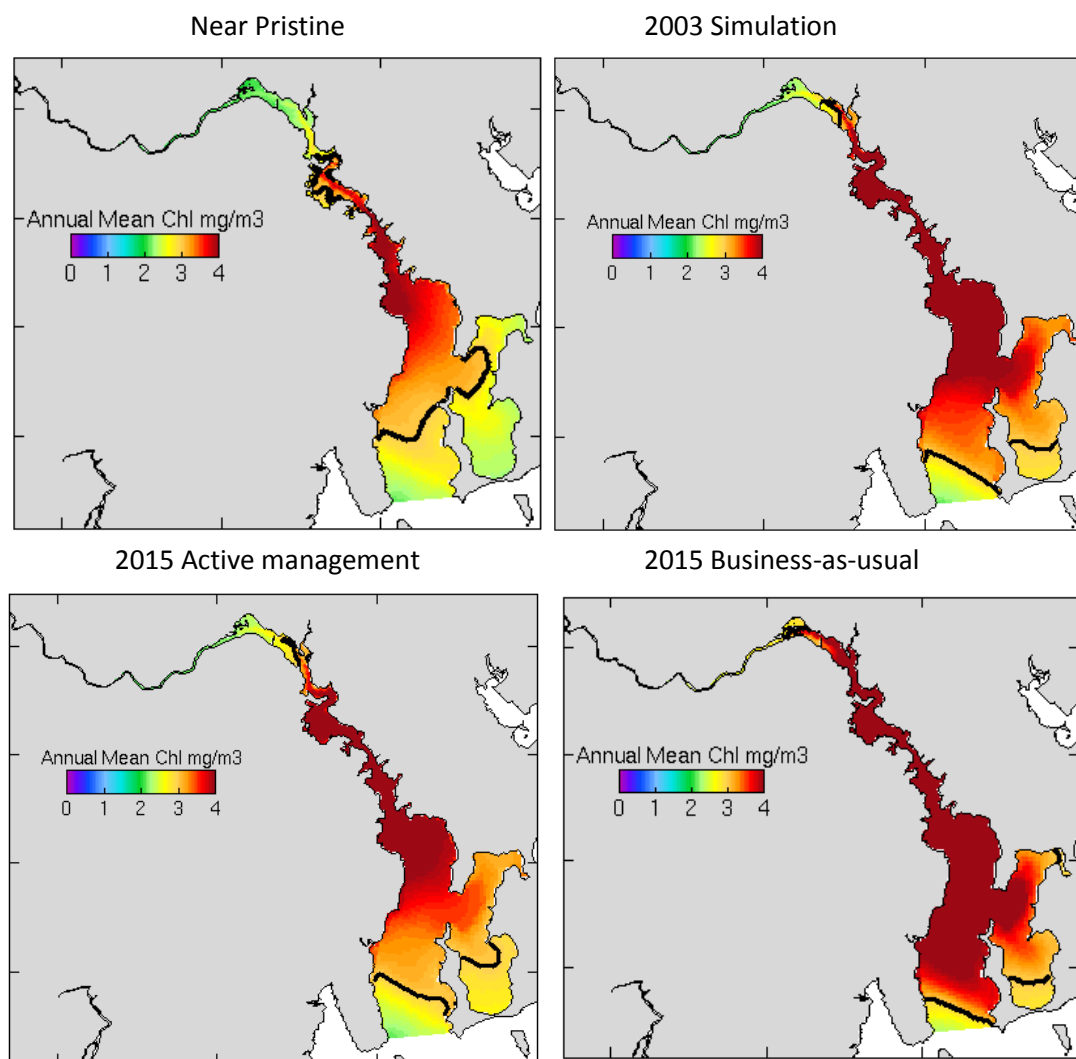 Near Pristine
2003 Simulation
Annual Mean Chl mg/m3
0 1 2 3 4
Annual Mean Chl mg/m3
0 1 2 3 4
2015 Active management
2015 Business-as-usual
Annual Mean Chl mg/m3
0 1 2 3 4
Annual Mean Chl mg/m3
0 1 2 3 4